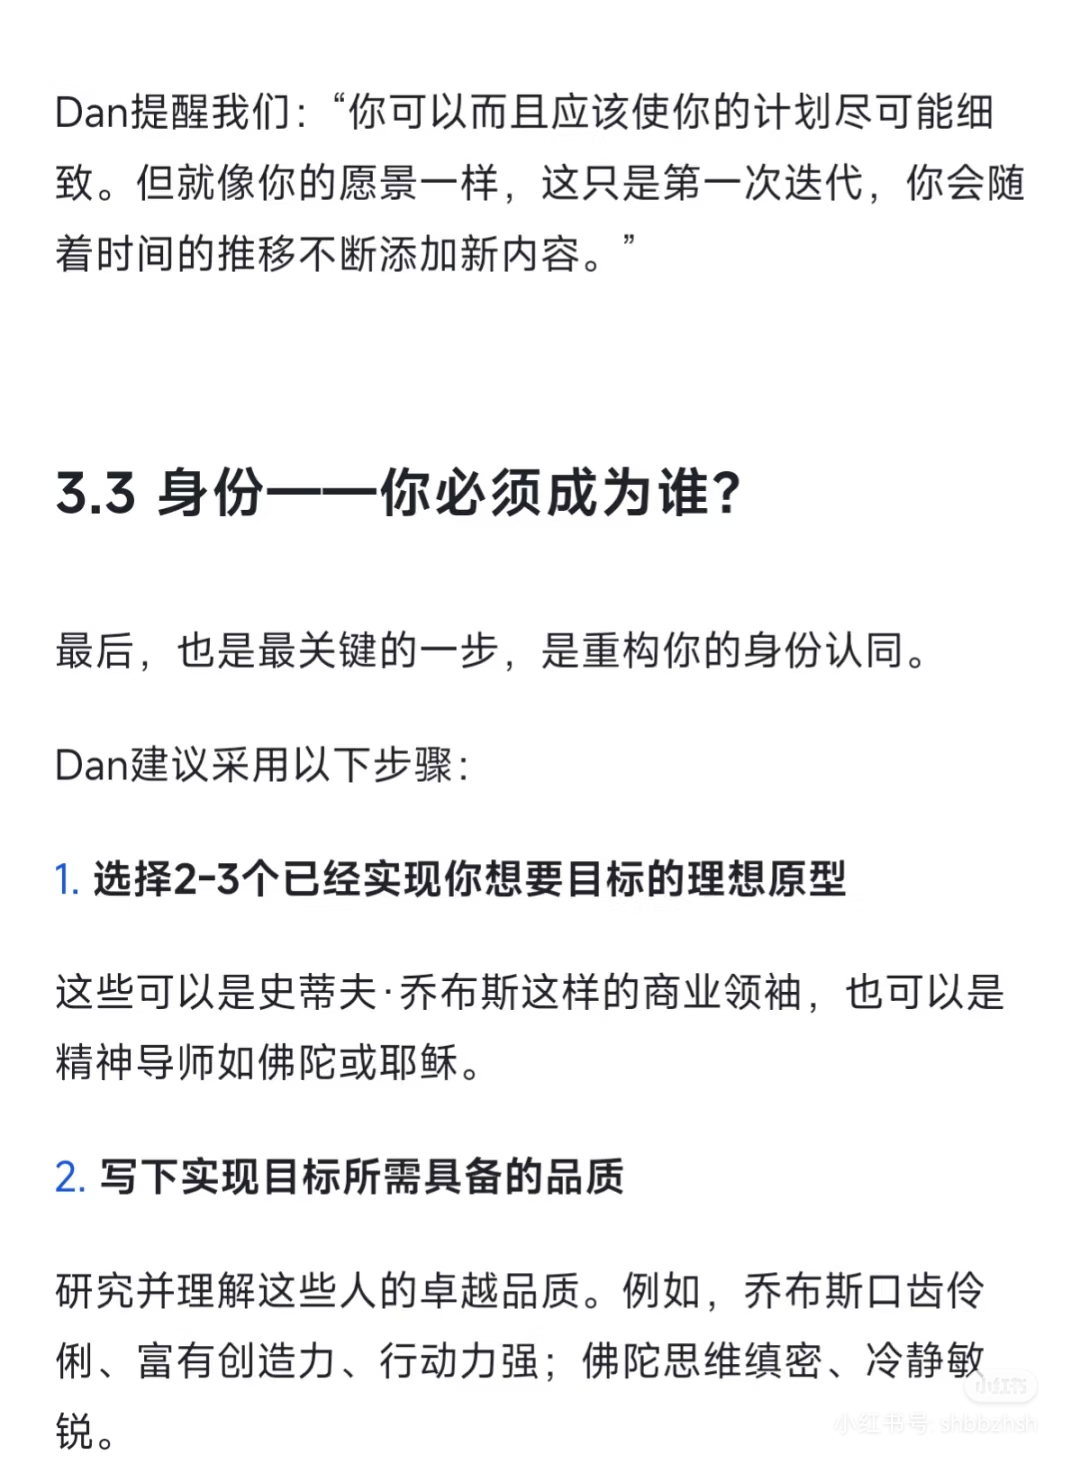 Dan提醒我们：“你可以而且应该使你的计划尽可能细
致。但就像你的愿景一样，这只是第一次迭代，你会随
着时间的推移不断添加新内容。”
3.3 身份——你必须成为谁？
最后，也是最关键的一步，是重构你的身份认同。
Dan建议采用以下步骤：
1. 选择2-3个已经实现你想要目标的理想原型
这些可以是史蒂夫·乔布斯这样的商业领袖，也可以是
精神导师如佛陀或耶稣。
2. 写下实现目标所需具备的品质
研究并理解这些人的卓越品质。例如，乔布斯口齿伶
俐、富有创造力、行动力强；佛陀思维缜密、冷静敏
锐。
小红书
小红书号: shbbzhsh